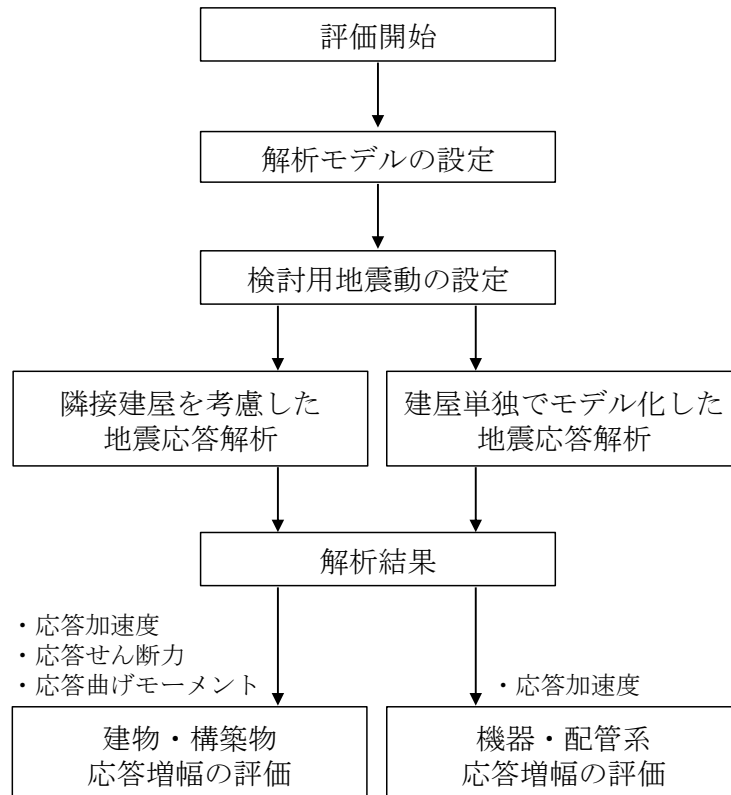 評価開始
解析モデルの設定
検討用地震動の設定
隣接建屋を考慮した
地震応答解析
建屋単独でモデル化した
地震応答解析
解析結果
・応答加速度
・応答せん断力
・応答曲げモーメント
・応答加速度
建物・構築物
応答増幅の評価
機器・配管系
応答増幅の評価